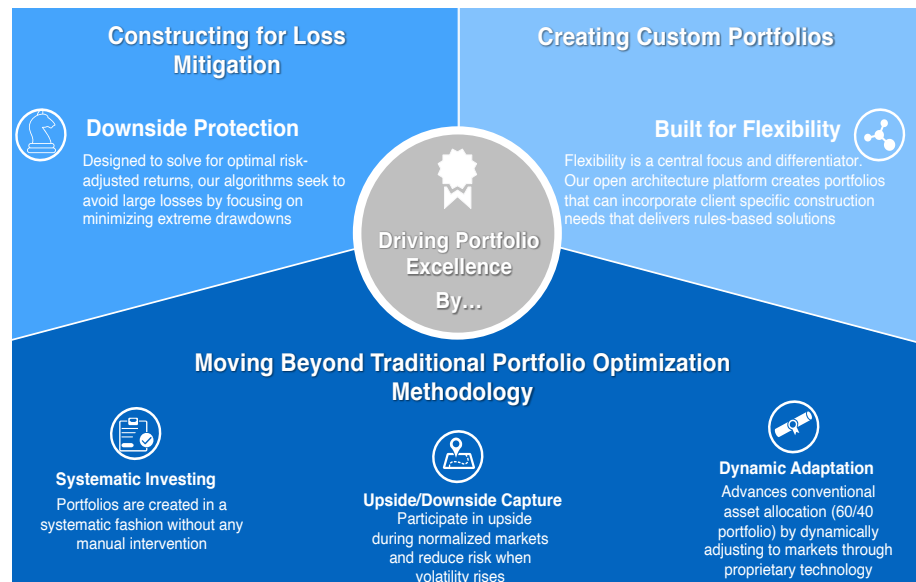 Constructing for Loss
Mitigation
Downside Protection
Designed to solve for optimal risk-
adjusted returns, our algorithms seek to
avoid large losses by focusing on
minimizing extreme drawdowns
Creating Custom Portfolios
Built for Flexibility
Flexibility is a central focus and differentiator.
Our open architecture platform creates portfolios
that can incorporate client specific construction
needs that delivers rules-based solutions
Driving Portfolio
Excellence
By...
Moving Beyond Traditional Portfolio Optimization
Methodology
Systematic Investing
Portfolios are created in a
systematic fashion without any
manual intervention
Upside/Downside Capture
Participate in upside
during normalized markets
and reduce risk when
volatility rises
Dynamic Adaptation
Advances conventional
asset allocation (60/40
portfolio) by dynamically
adjusting to markets through
proprietary technology